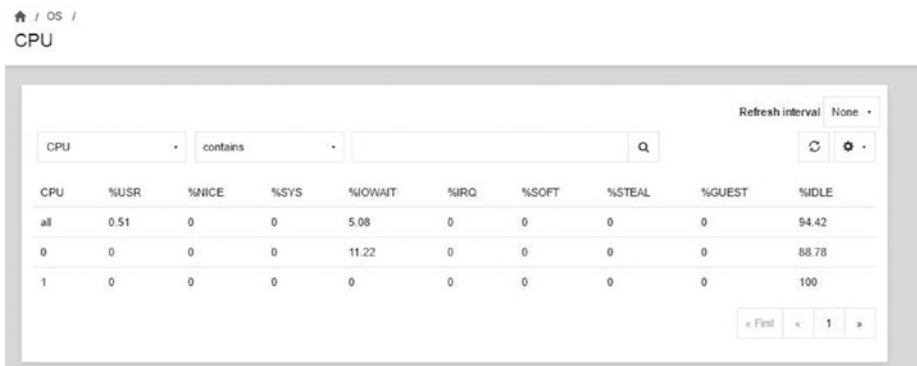 / OS /
CPU
Refresh interval None
CPU contains
CPU %USR %NICE %SYS %IOWAIT %IRQ %SOFT %STEAL %GUEST %IDLE
all 0.51 0 0 5.08 0 0 0 0 94.42
0 0 0 0 11.22 0 0 0 0 88.78
1 0 0 0 0 0 0 0 0 100
« First « 1 »